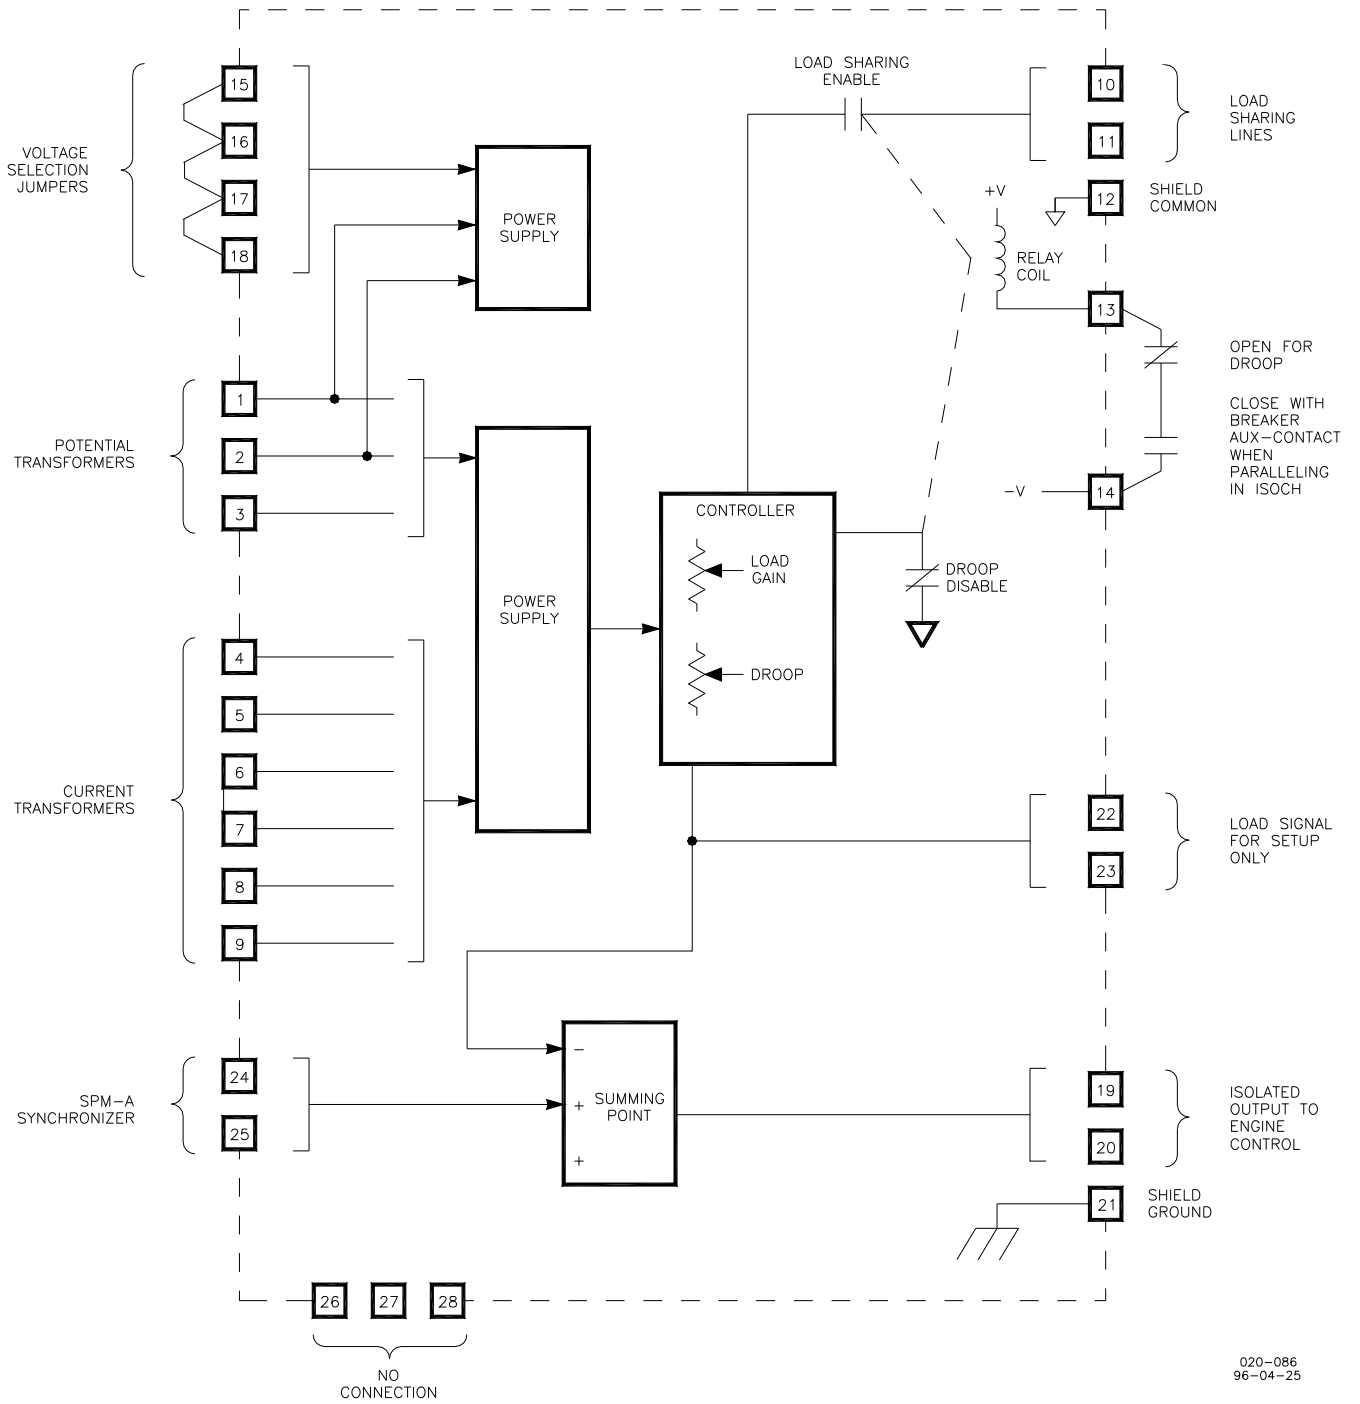 LOAD SHARING
ENABLE
15
16
17
18
VOLTAGE
SELECTION
JUMPERS
POWER
SUPPLY
10
11
12
LOAD
SHARING
LINES
SHIELD
COMMON
+V
RELAY
COIL
13
OPEN FOR
DROOP
CLOSE WITH
BREAKER
AUX-CONTACT
WHEN
PARALLELING
IN ISOCH
-V
14
1
2
3
POTENTIAL
TRANSFORMERS
POWER
SUPPLY
CONTROLLER
LOAD
GAIN
DROOP
DROOP
DISABLE
4
5
6
7
8
9
CURRENT
TRANSFORMERS
22
23
LOAD SIGNAL
FOR SETUP
ONLY
24
25
SPM-A
SYNCHRONIZER
-
+
+
SUMMING
POINT
19
20
21
ISOLATED
OUTPUT TO
ENGINE
CONTROL
SHIELD
GROUND
26
27
28
NO
CONNECTION
020-086
96-04-25